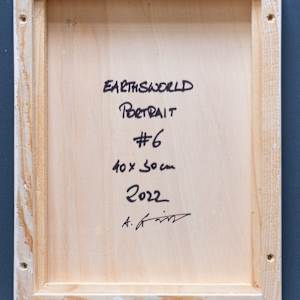 EARTHSWORLD
PORTRAIT
#6
40 x 30 cm
2022
A.